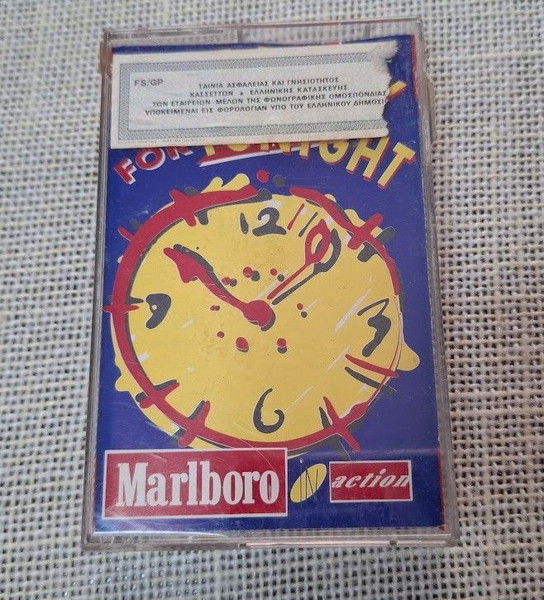 FS/GP
ΤΑΙΝΙΑ ΑΣΦΑΛΕΙΑΣ ΚΑΙ ΓΝΗΣΙΟΤΗΤΟΣ
ΚΑΣΣΕΤΤΩΝ ★ ΕΛΛΗΝΙΚΗΣ ΚΑΤΑΣΚΕΥΗΣ
ΤΩΝ ΕΤΑΙΡΕΙΩΝ-ΜΕΛΩΝ ΤΗΣ ΦΩΝΟΓΡΑΦΙΚΗΣ ΟΜΟΣΠΟΝΔΙΑΣ
ΥΠΟΚΕΙΜΕΝΑΙ ΕΙΣ ΦΟΡΟΛΟΓΙΑΝ ΥΠΟ ΤΟΥ ΕΛΛΗΝΙΚΟΥ ΔΗΜΟΣΙΟ
FOR TONIGHT
12
9 3
6
Marlboro IN action